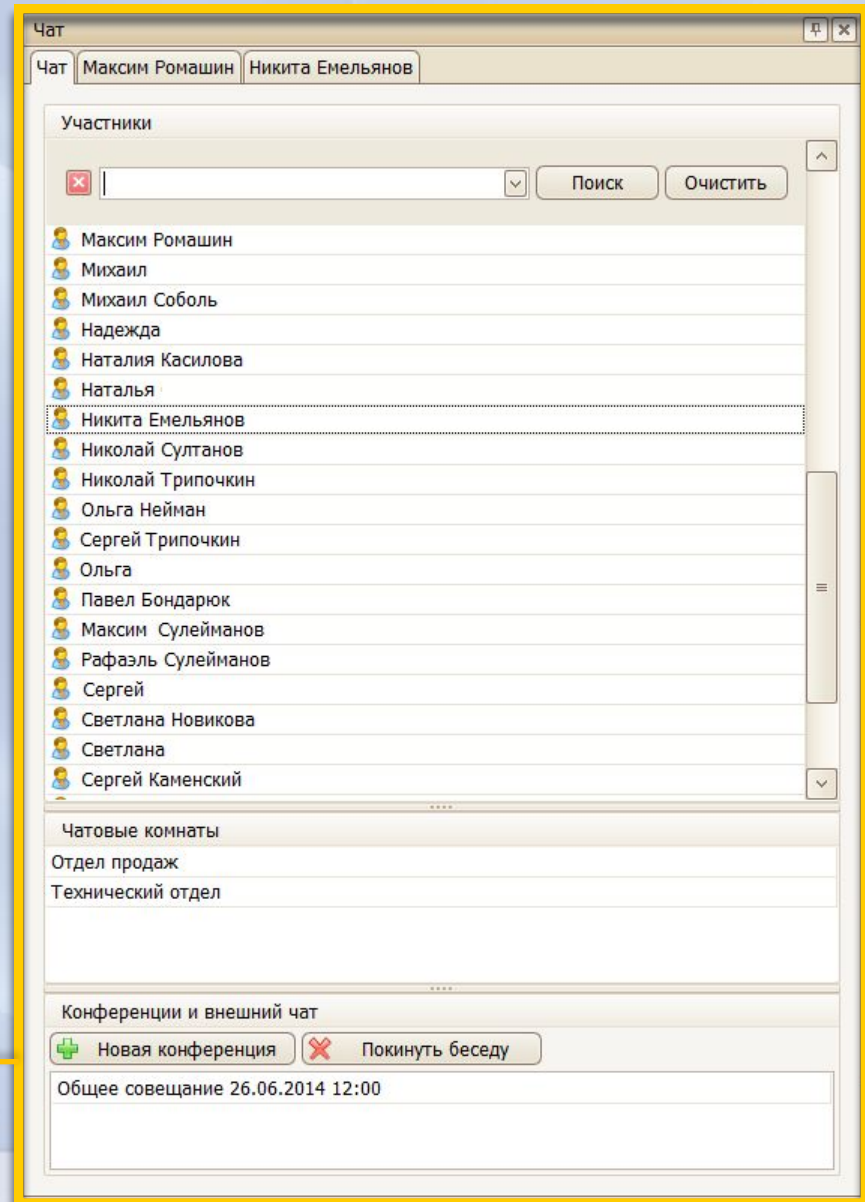 Чат
Чат Максим Ромашин Никита Емельянов
Участники
Поиск Очистить
Максим Ромашин
Михаил
Михаил Соболь
Надежда
Наталия Касилова
Наталья
Никита Емельянов
Николай Султанов
Николай Трипочкин
Ольга Нейман
Сергей Трипочкин
Ольга
Павел Бондарюк
Максим Сулейманов
Рафаэль Сулейманов
Сергей
Светлана Новикова
Светлана
Сергей Каменский
Чатовые комнаты
Отдел продаж
Технический отдел
Конференции и внешний чат
Новая конференция Покинуть беседу
Общее совещание 26.06.2014 12:00